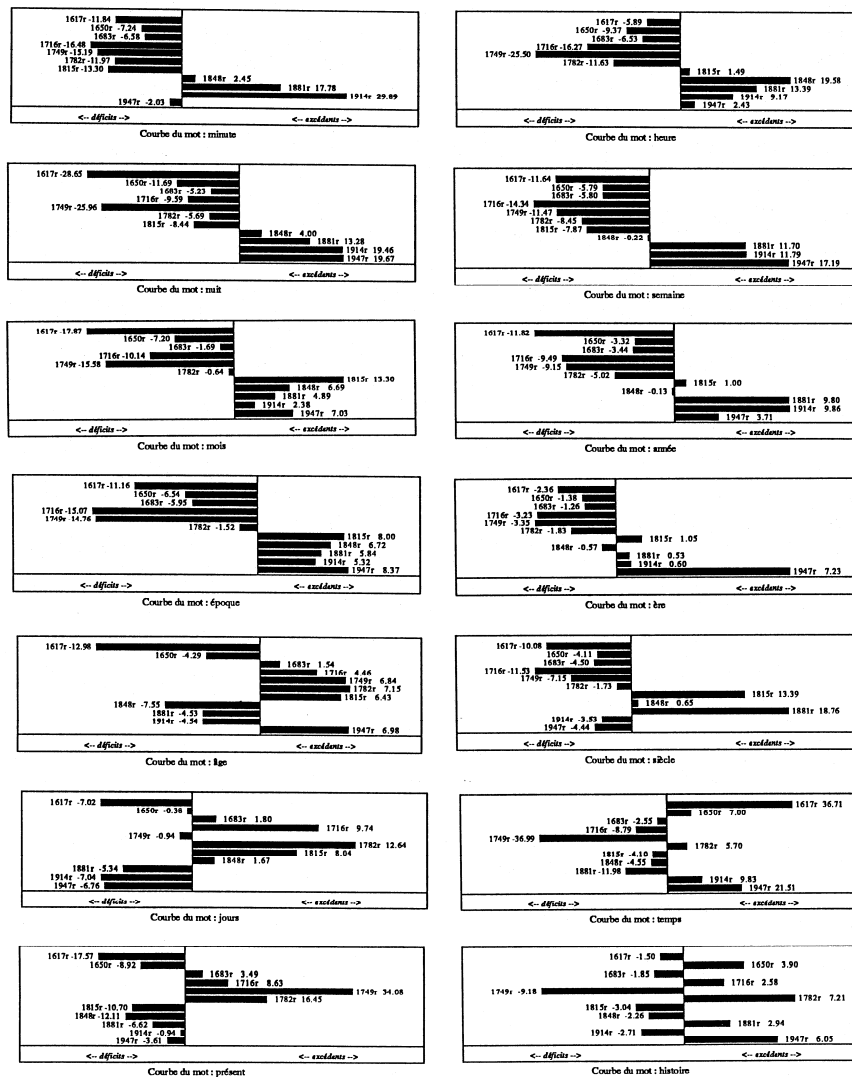 1617r -11.84
1650r -7.24
1683r -6.58
1716r -16.48
1749r -15.19
1782r -11.97
1815r -13.30
1848r 2.45
1881r 17.78
1914r 29.89
1947r -2.03
<-- déficits --> <-- excédents -->
Courbe du mot : minute
1617r -5.89
1650r -9.37
1683r -6.53
1716r -16.27
1749r -25.50
1782r -11.63
1815r 1.49
1848r 19.58
1881r 13.39
1914r 9.17
1947r 2.43
<-- déficits --> <-- excédents -->
Courbe du mot : heure
1617r -28.65
1650r -11.69
1683r -5.23
1716r -9.59
1749r -25.96
1782r -5.69
1815r -8.44
1848r 4.00
1881r 13.28
1914r 19.46
1947r 19.67
<-- déficits --> <-- excédents -->
Courbe du mot : nuit
1617r -11.64
1650r -5.79
1683r -5.80
1716r -14.34
1749r -11.47
1782r -8.45
1815r -7.87
1848r -0.22
1881r 11.70
1914r 11.79
1947r 17.19
<-- déficits --> <-- excédents -->
Courbe du mot : semaine
1617r -17.87
1650r -7.20
1683r -1.69
1716r -10.14
1749r -15.58
1782r -0.64
1815r 13.30
1848r 6.69
1881r 4.89
1914r 2.38
1947r 7.03
<-- déficits --> <-- excédents -->
Courbe du mot : mois
1617r -11.82
1650r -3.32
1683r -3.44
1716r -9.49
1749r -9.15
1782r -5.02
1815r 1.00
1848r -0.13
1881r 9.80
1914r 9.86
1947r 3.71
<-- déficits --> <-- excédents -->
Courbe du mot : année
1617r -11.16
1650r -6.54
1683r -5.95
1716r -15.07
1749r -14.76
1782r -1.52
1815r 8.00
1848r 6.72
1881r 5.84
1914r 5.32
1947r 8.37
<-- déficits --> <-- excédents -->
Courbe du mot : époque
1617r -2.36
1650r -1.38
1683r -1.26
1716r -3.23
1749r -3.35
1782r -1.83
1815r 1.05
1848r -0.57
1881r 0.53
1914r 0.60
1947r 7.23
<-- déficits --> <-- excédents -->
Courbe du mot : ère
1617r -12.98
1650r -4.29
1683r 1.54
1716r 4.46
1749r 6.84
1782r 7.15
1815r 6.43
1848r -7.55
1881r -4.53
1914r -4.54
1947r 6.98
<-- déficits --> <-- excédents -->
Courbe du mot : âge
1617r -10.08
1650r -4.11
1683r -4.50
1716r -11.53
1749r -7.15
1782r -1.73
1815r 13.39
1848r 0.65
1881r 18.76
1914r -3.53
1947r -4.44
<-- déficits --> <-- excédents -->
Courbe du mot : siècle
1617r -7.02
1650r -0.38
1683r 1.80
1716r 9.74
1749r -0.94
1782r 12.64
1815r 8.04
1848r 1.67
1881r -5.34
1914r -7.04
1947r -6.76
<-- déficits --> <-- excédents -->
Courbe du mot : jours
1617r 36.71
1650r 7.00
1683r -2.55
1716r -8.79
1749r -36.99
1782r 5.70
1815r -4.10
1848r -4.55
1881r -11.98
1914r 9.83
1947r 21.51
<-- déficits --> <-- excédents -->
Courbe du mot : temps
1617r -17.57
1650r -8.92
1683r 3.49
1716r 8.63
1749r 34.08
1782r 16.45
1815r -10.70
1848r -12.11
1881r -6.62
1914r -0.94
1947r -3.61
<-- déficits --> <-- excédents -->
Courbe du mot : présent
1617r -1.50
1650r 3.90
1683r -1.85
1716r 2.58
1749r -9.18
1782r 7.21
1815r -3.04
1848r -2.26
1881r 2.94
1914r -2.71
1947r 6.05
<-- déficits --> <-- excédents -->
Courbe du mot : histoire